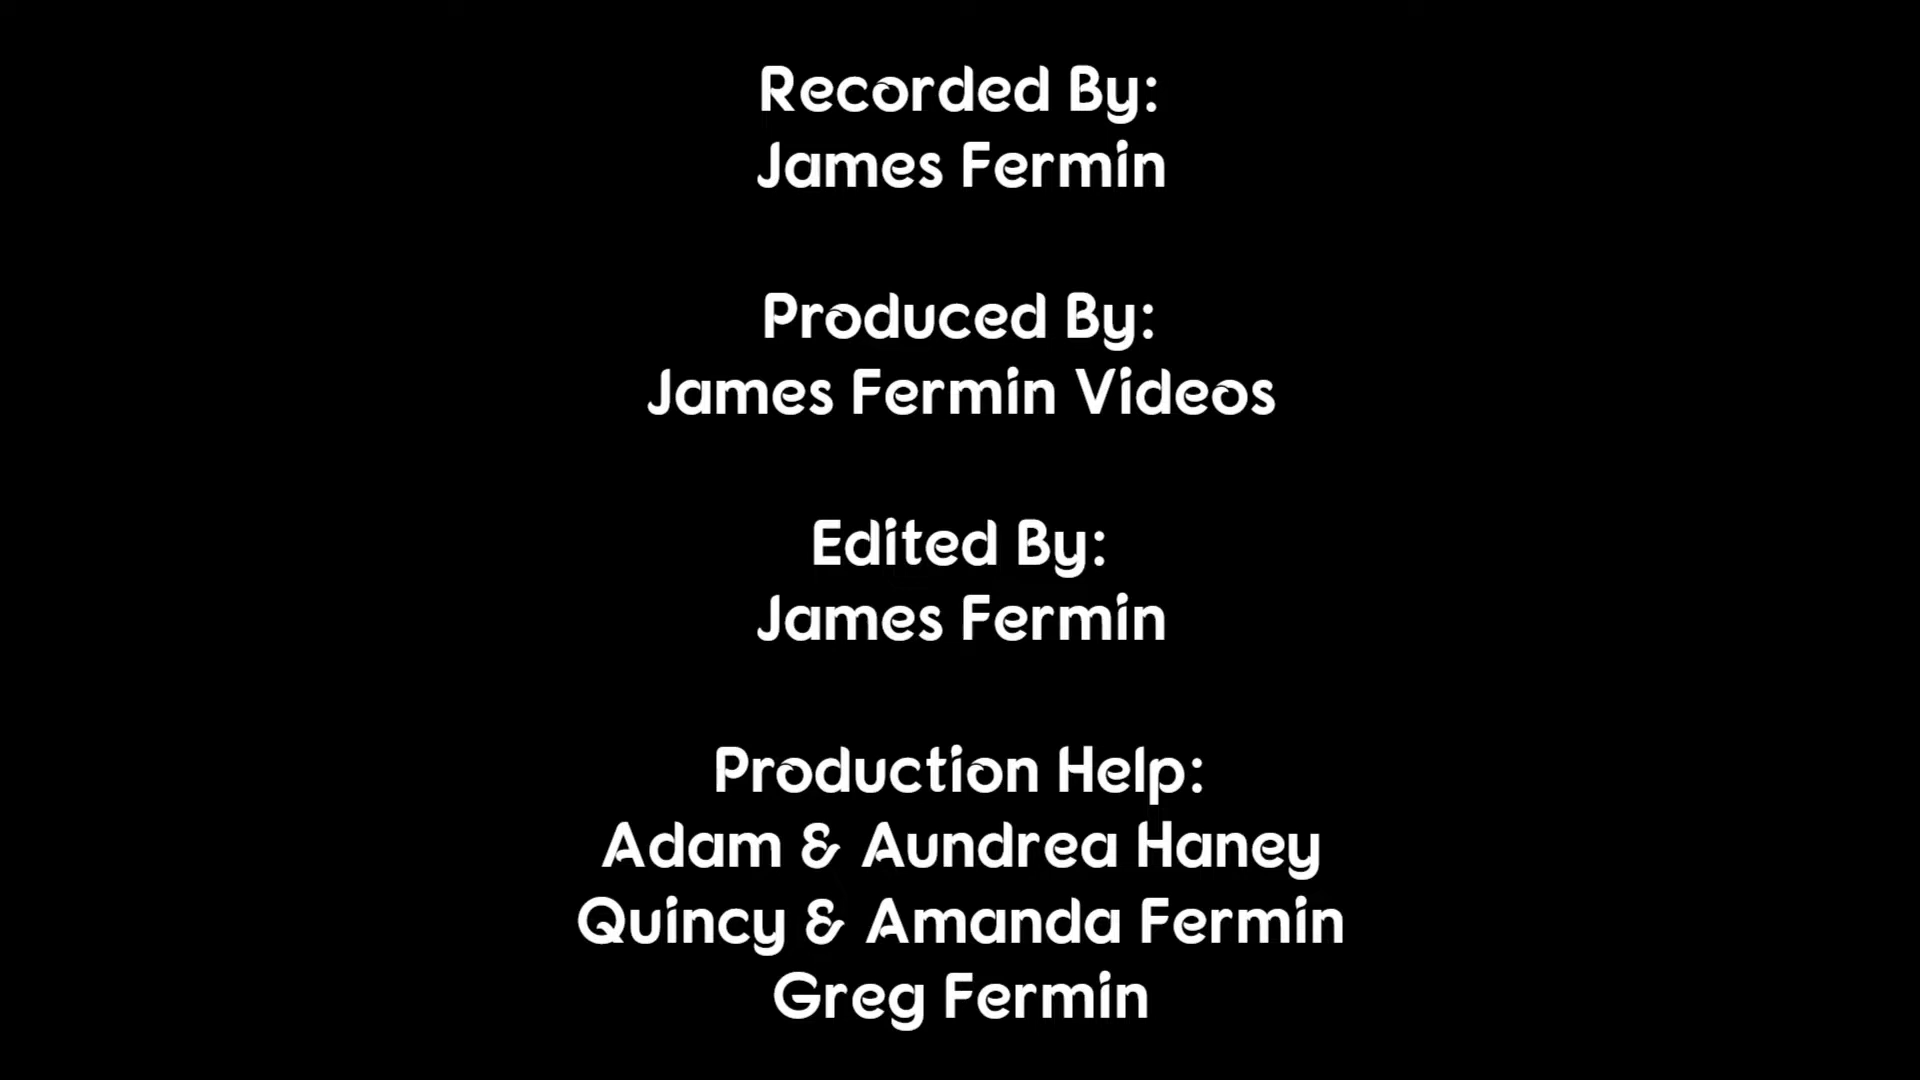 Recorded By:
James Fermin
Produced By:
James Fermin Videos
Edited By:
James Fermin
Production Help:
Adam & Aundrea Haney
Quincy & Amanda Fermin
Greg Fermin